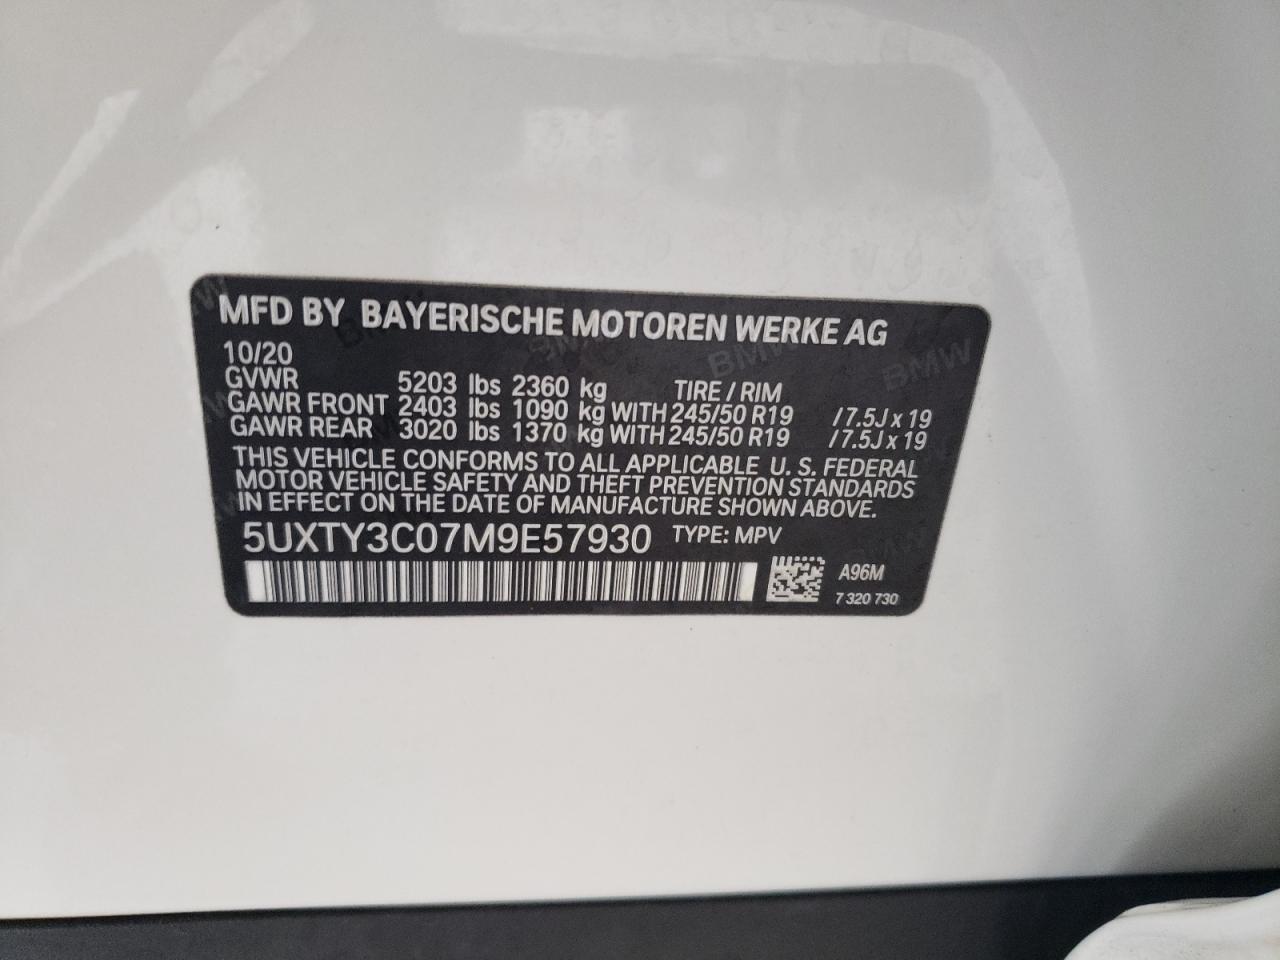 MFD BY BAYERISCHE MOTOREN WERKE AG
10/20
GVWR 5203 lbs 2360 kg TIRE / RIM
GAWR FRONT 2403 lbs 1090 kg WITH 245/50 R19 /7.5J x 19
GAWR REAR 3020 lbs 1370 kg WITH 245/50 R19 /7.5J x 19
THIS VEHICLE CONFORMS TO ALL APPLICABLE U. S. FEDERAL
MOTOR VEHICLE SAFETY AND THEFT PREVENTION STANDARDS
IN EFFECT ON THE DATE OF MANUFACTURE SHOWN ABOVE.
5UXTY3C07M9E57930 TYPE: MPV
A96M
7 320 730